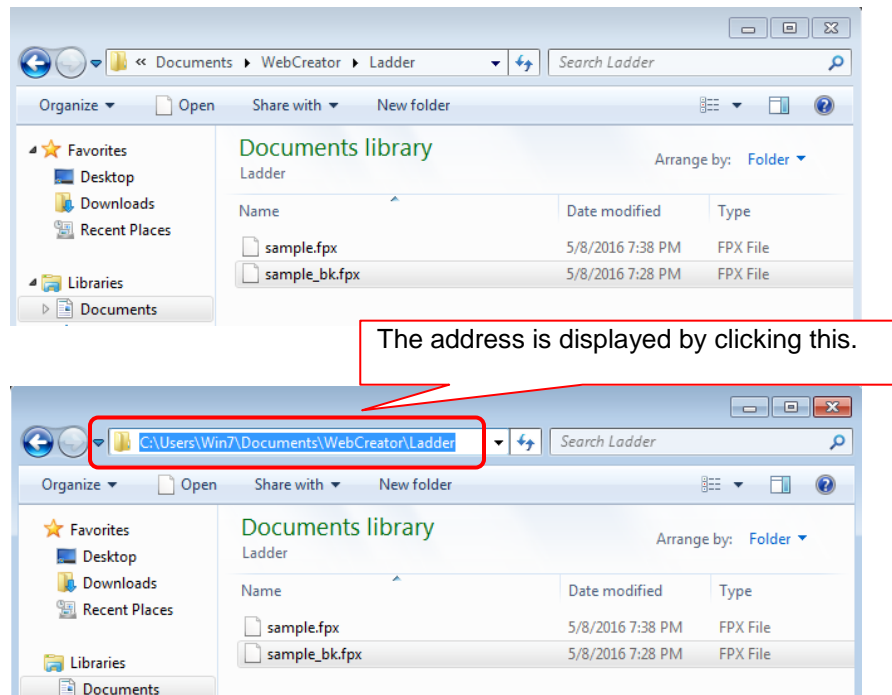 « Documents ▸ WebCreator ▸ Ladder
Search Ladder
Organize Open Share with New folder
Favorites
Desktop
Downloads
Recent Places
Libraries
Documents
Documents library
Ladder
Arrange by: Folder
Name Date modified Type
sample.fpx 5/8/2016 7:38 PM FPX File
sample_bk.fpx 5/8/2016 7:28 PM FPX File
The address is displayed by clicking this.
C:\Users\Win7\Documents\WebCreator\Ladder
Search Ladder
Organize Open Share with New folder
Favorites
Desktop
Downloads
Recent Places
Libraries
Documents
Documents library
Ladder
Arrange by: Folder
Name Date modified Type
sample.fpx 5/8/2016 7:38 PM FPX File
sample_bk.fpx 5/8/2016 7:28 PM FPX File